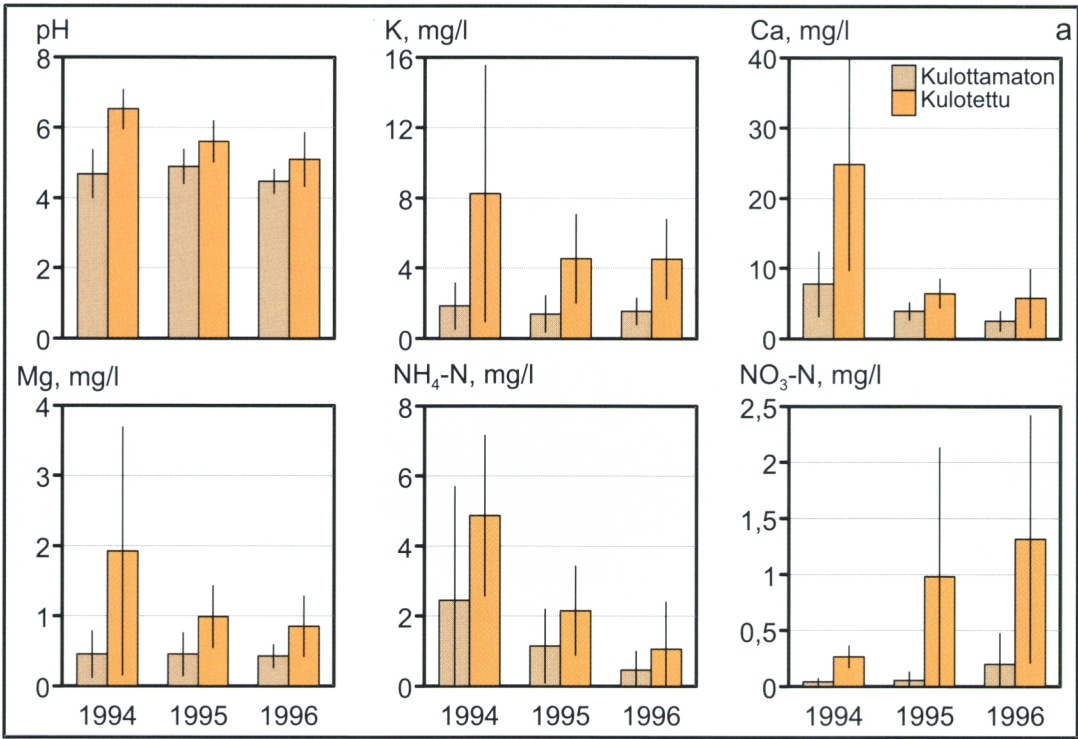 pH
K, mg/l
Ca, mg/l
a
8
6
4
2
0
16
12
8
4
0
40
30
20
10
0
Kulottamaton
Kulotettu
Mg, mg/l
NH₄-N, mg/l
NO₃-N, mg/l
4
3
2
1
0
8
6
4
2
0
2,5
2
1,5
1
0,5
0
1994 1995 1996
1994 1995 1996
1994 1995 1996